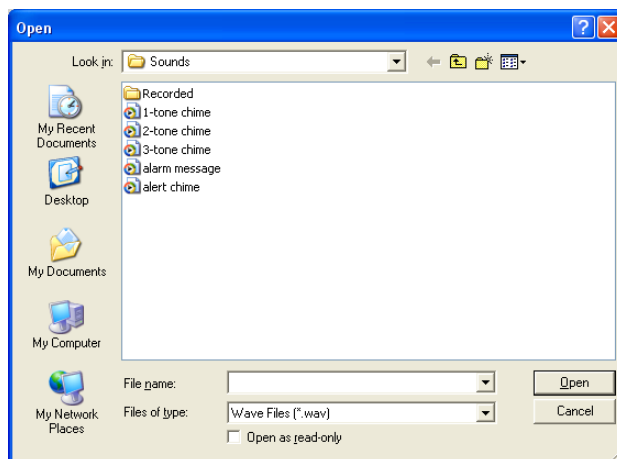 Open
Look in:
Sounds
Recorded
1-tone chime
2-tone chime
3-tone chime
alarm message
alert chime
My Recent
Documents
Desktop
My Documents
My Computer
My Network
Places
File name:
Open
Files of type:
Wave Files (*.wav)
Cancel
Open as read-only